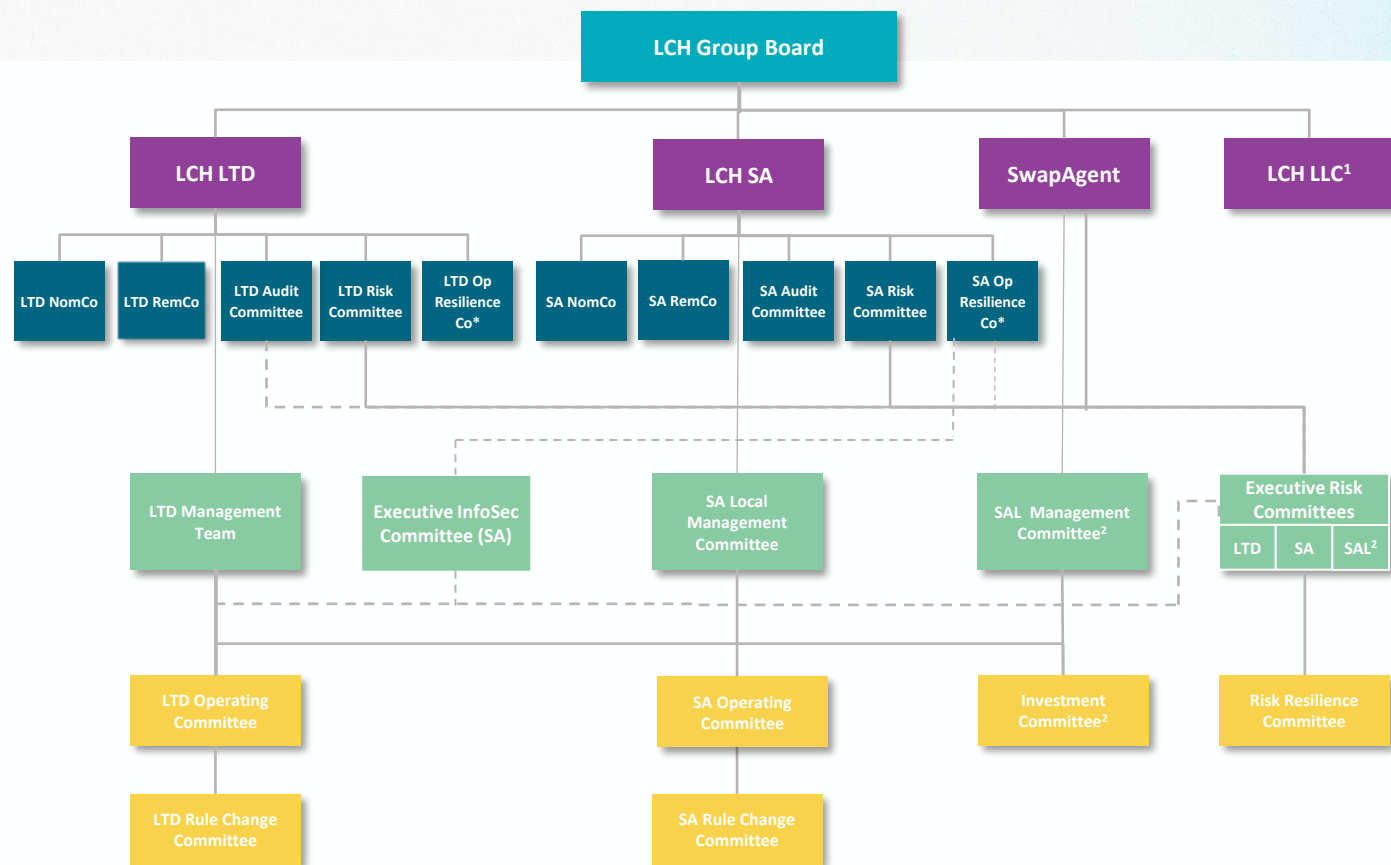 LCH Group Board
LCH LTD
LCH SA
SwapAgent
LCH LLC¹
LTD NomCo
LTD RemCo
LTD Audit
Committee
LTD Risk
Committee
LTD Op
Resilience
Co*
SA NomCo
SA RemCo
SA Audit
Committee
SA Risk
Committee
SA Op
Resilience
Co*
LTD Management
Team
Executive InfoSec
Committee (SA)
SA Local
Management
Committee
SAL Management
Committee²
Executive Risk
Committees
LTD
SA
SAL²
LTD Operating
Committee
SA Operating
Committee
Investment
Committee²
Risk Resilience
Committee
LTD Rule Change
Committee
SA Rule Change
Committee